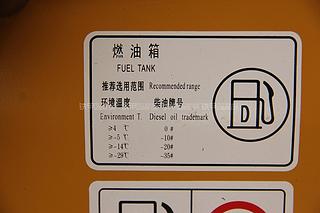 燃油箱
FUEL TANK
推荐选用范围 Recommended range
环境温度 柴油牌号
Environment T. Diesel oil trademark
≥4 ℃ 0#
≥-5 ℃ -10#
≥-14℃ -20#
≥-29℃ -35#
D